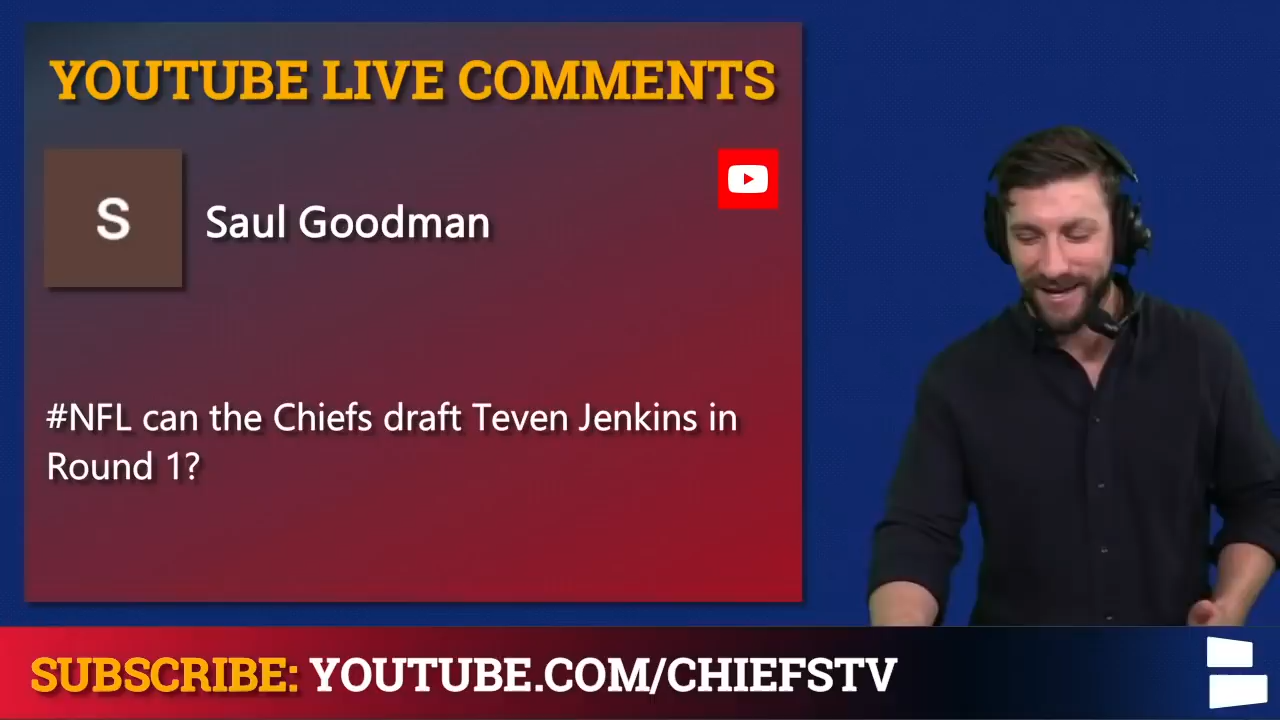 YOUTUBE LIVE COMMENTS
S
Saul Goodman
#NFL can the Chiefs draft Teven Jenkins in
Round 1?
SUBSCRIBE: YOUTUBE.COM/CHIEFSTV